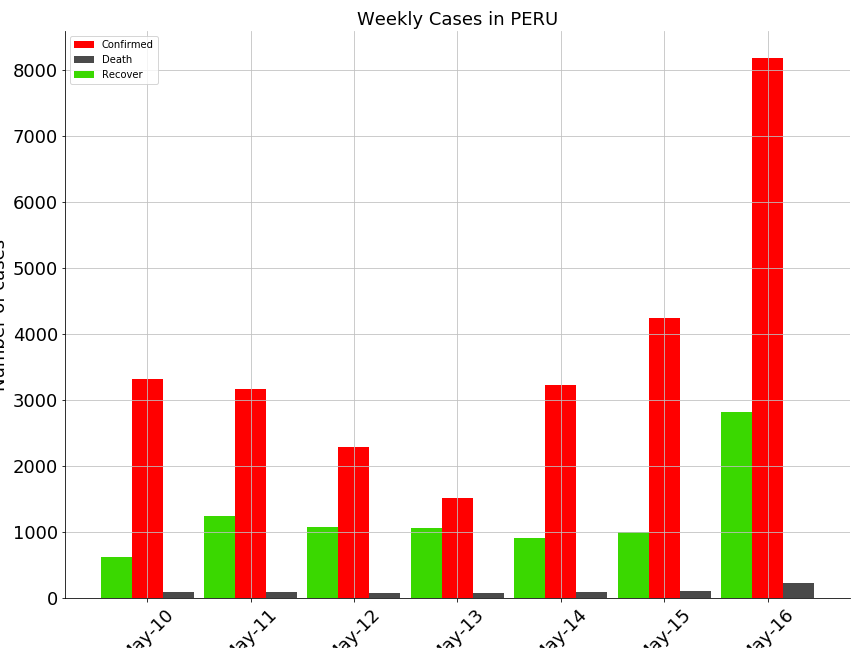 Weekly Cases in PERU
Confirmed
Death
Recover
8000
7000
6000
5000
4000
3000
2000
1000
0
Number of cases
May-10
May-11
May-12
May-13
May-14
May-15
May-16